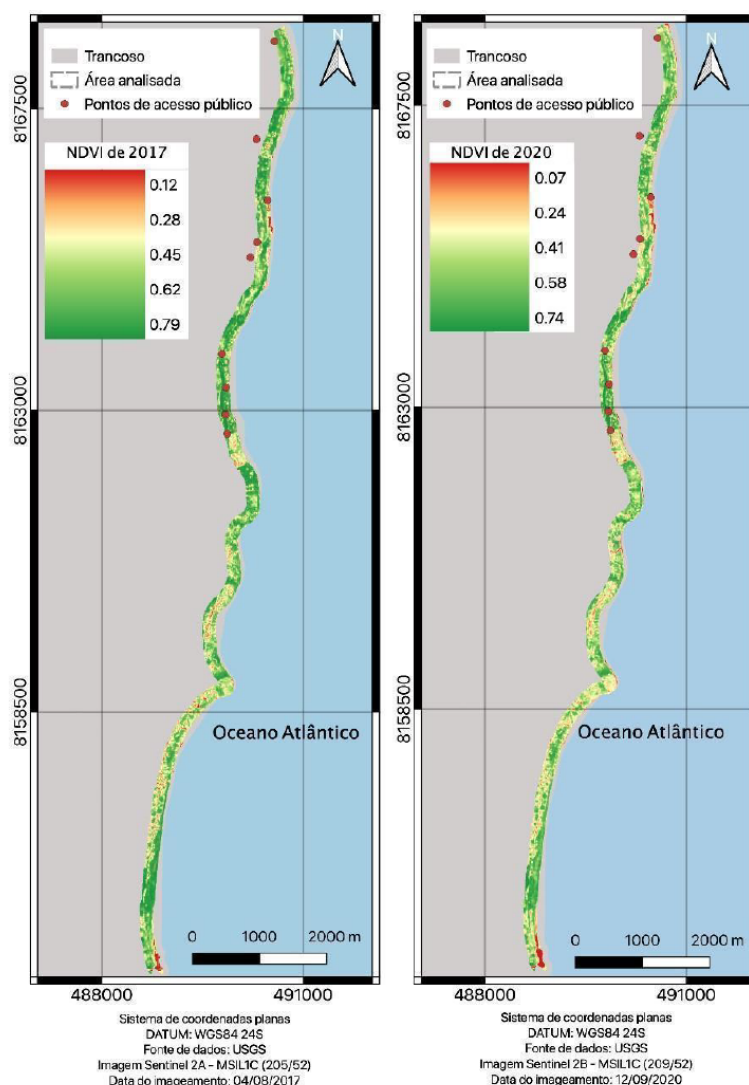 N
Trancoso
Área analisada
Pontos de acesso público
NDVI de 2017
0.12
0.28
0.45
0.62
0.79
8167500
8163000
8158500
Oceano Atlântico
0 1000 2000 m
488000 491000
Sistema de coordenadas planas
DATUM: WGS84 24S
Fonte de dados: USGS
Imagem Sentinel 2A - MSIL1C (205/52)
Data do imageamento: 04/08/2017
N
Trancoso
Área analisada
Pontos de acesso público
NDVI de 2020
0.07
0.24
0.41
0.58
0.74
8167500
8163000
8158500
Oceano Atlântico
0 1000 2000 m
488000 491000
Sistema de coordenadas planas
DATUM: WGS84 24S
Fonte de dados: USGS
Imagem Sentinel 2B - MSIL1C (209/52)
Data do imageamento: 12/09/2020